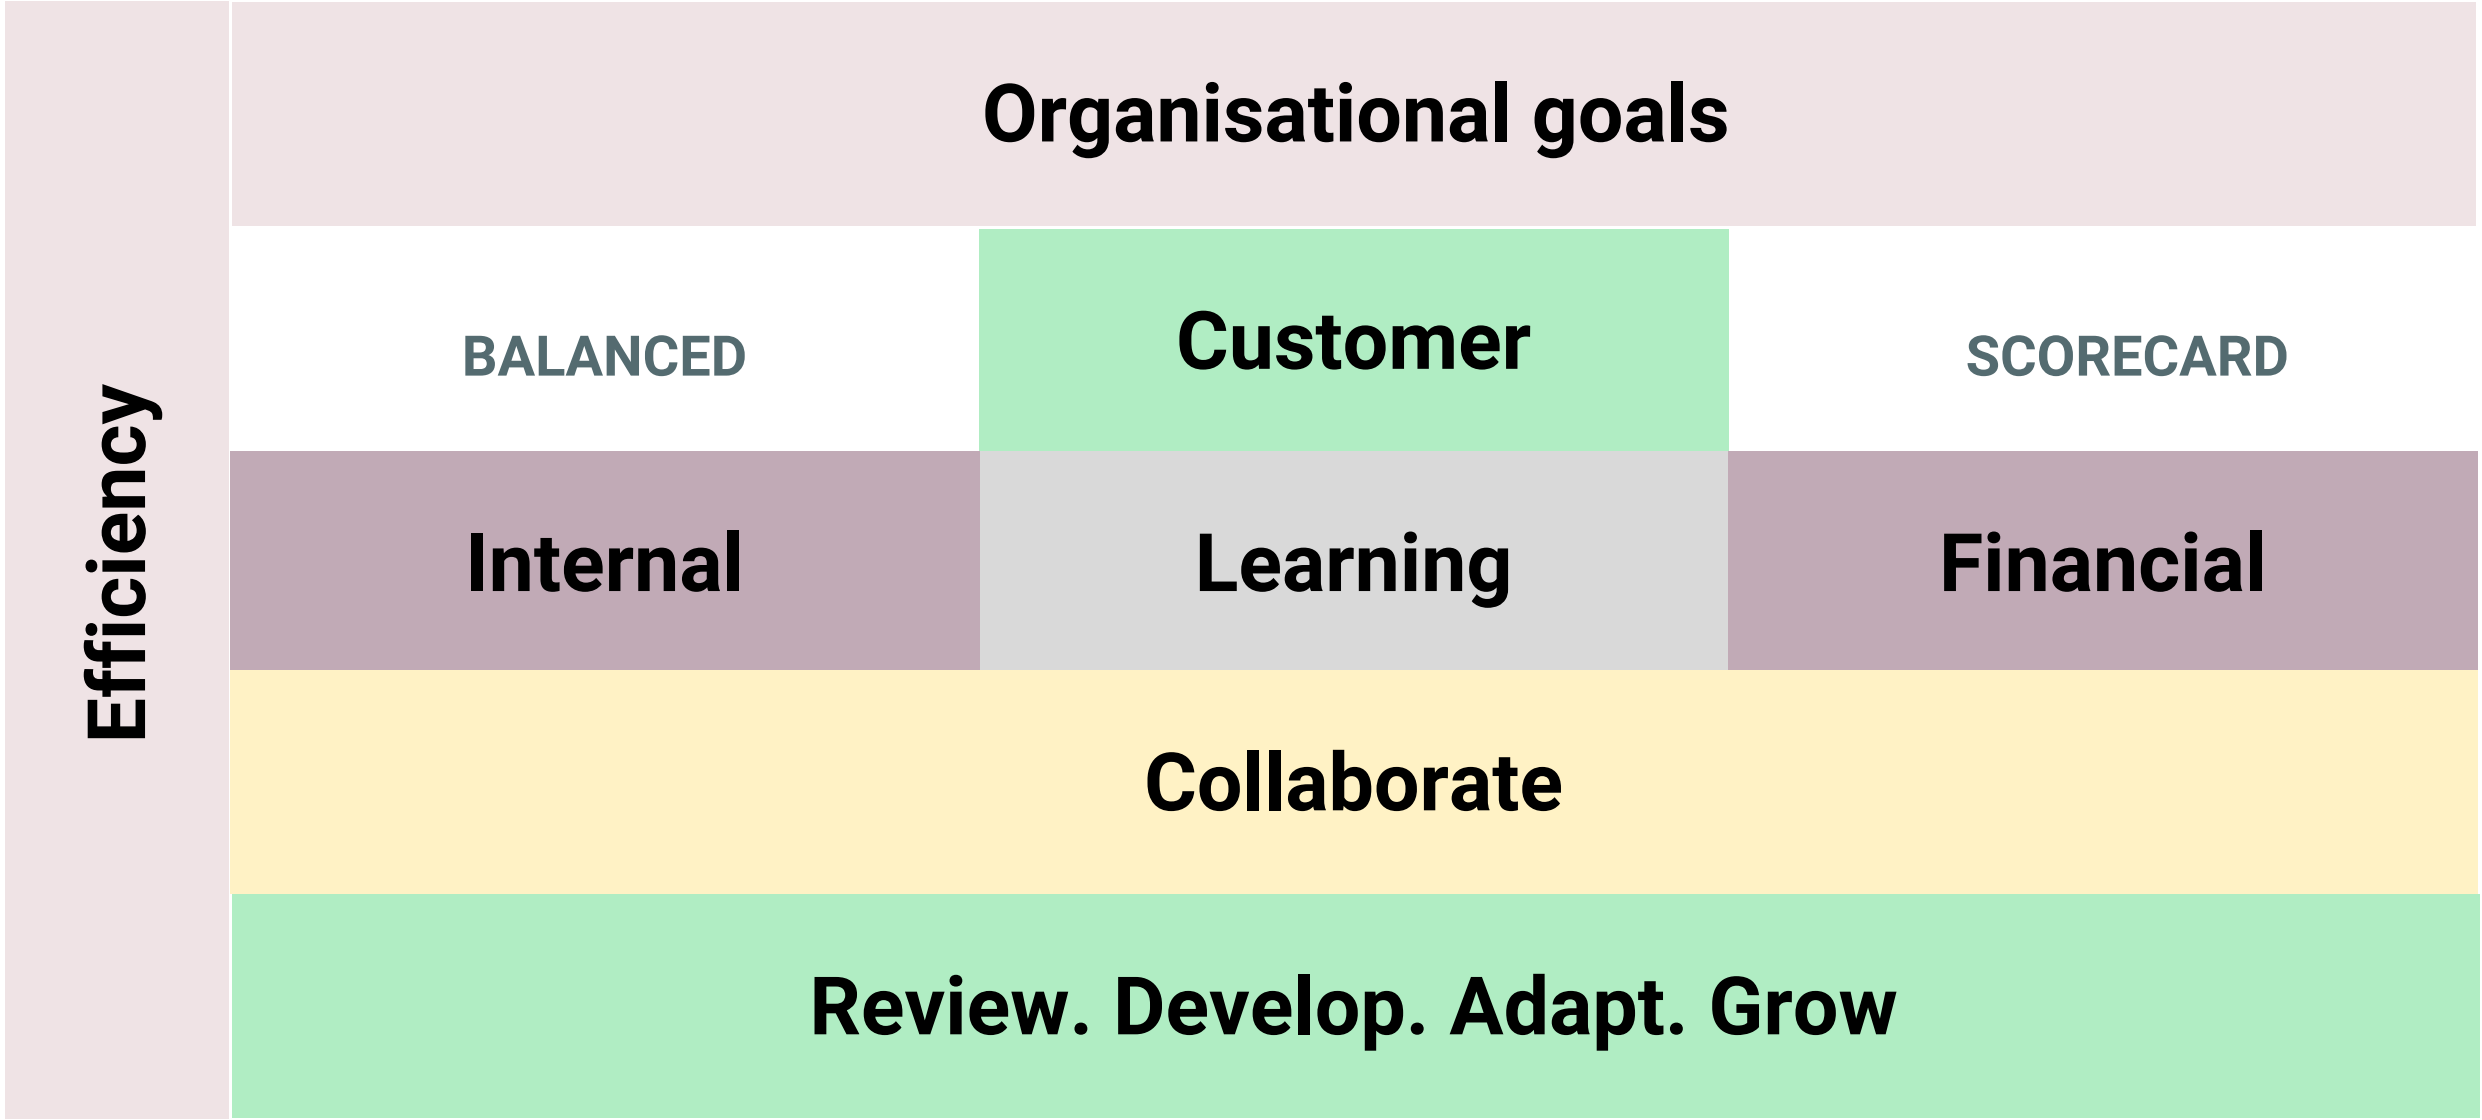 Organisational goals
BALANCED
Customer
SCORECARD
Efficiency
Internal
Learning
Financial
Collaborate
Review. Develop. Adapt. Grow